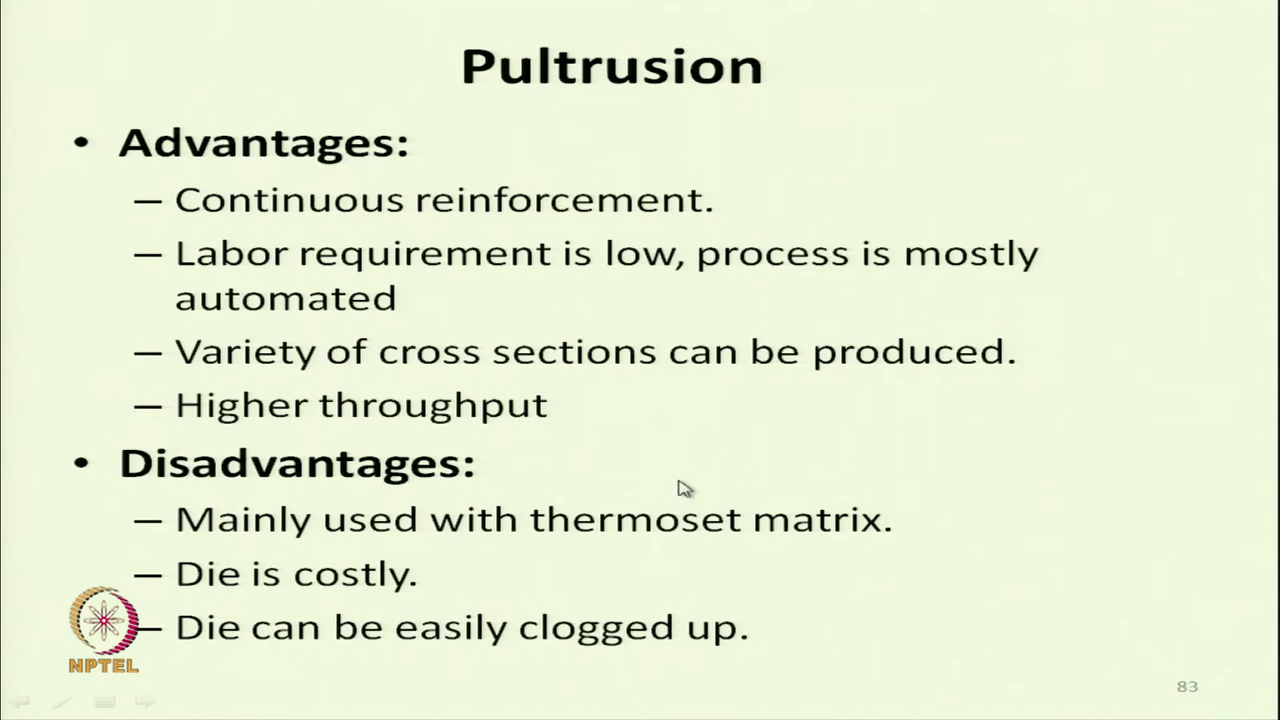 Pultrusion
• Advantages:
– Continuous reinforcement.
– Labor requirement is low, process is mostly
automated
– Variety of cross sections can be produced.
– Higher throughput
• Disadvantages:
– Mainly used with thermoset matrix.
– Die is costly.
– Die can be easily clogged up.
NPTEL
83